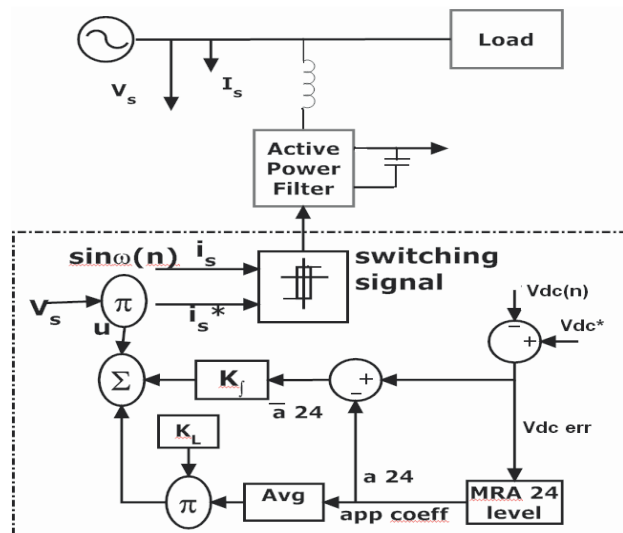 Load
Vs
Is
Active
Power
Filter
sinω(n)
is
switching
signal
Vs
π
is*
u
Vdc(n)
-
+
Vdc*
Σ
K∫
+
-
a̅ 24
Vdc err
KL
a 24
π
Avg
app coeff
MRA 24
level